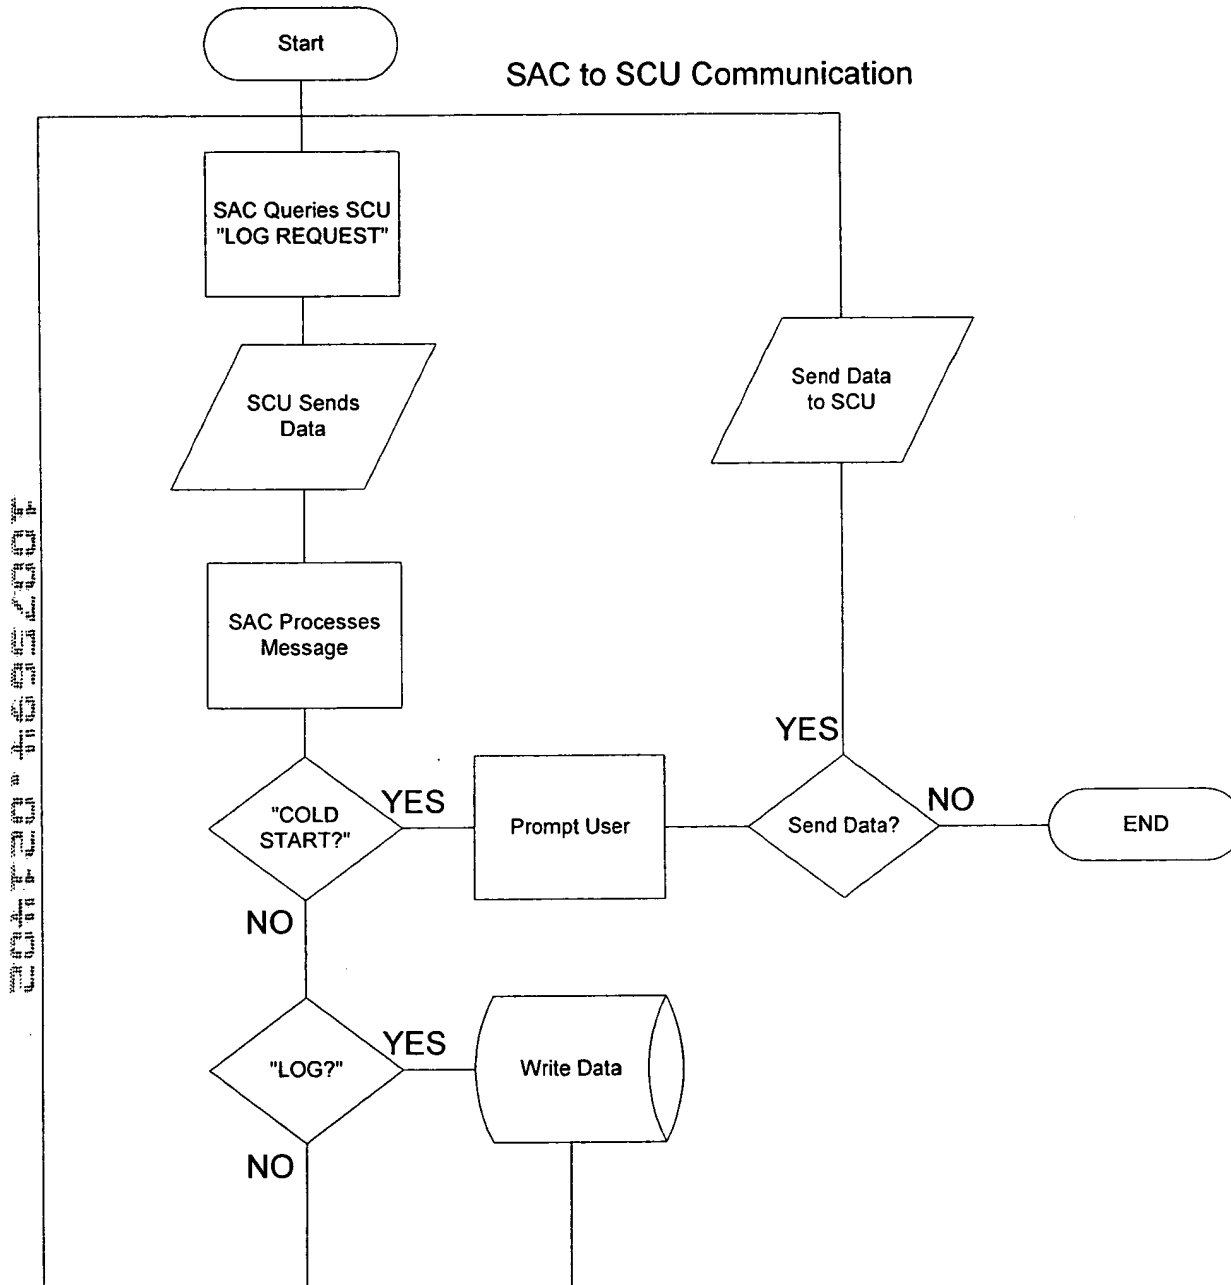 Start
SAC to SCU Communication
SAC Queries SCU
"LOG REQUEST"
SCU Sends
Data
Send Data
to SCU
SAC Processes
Message
YES
"COLD
START?"
YES
Prompt User
Send Data?
NO
END
NO
"LOG?"
YES
Write Data
NO